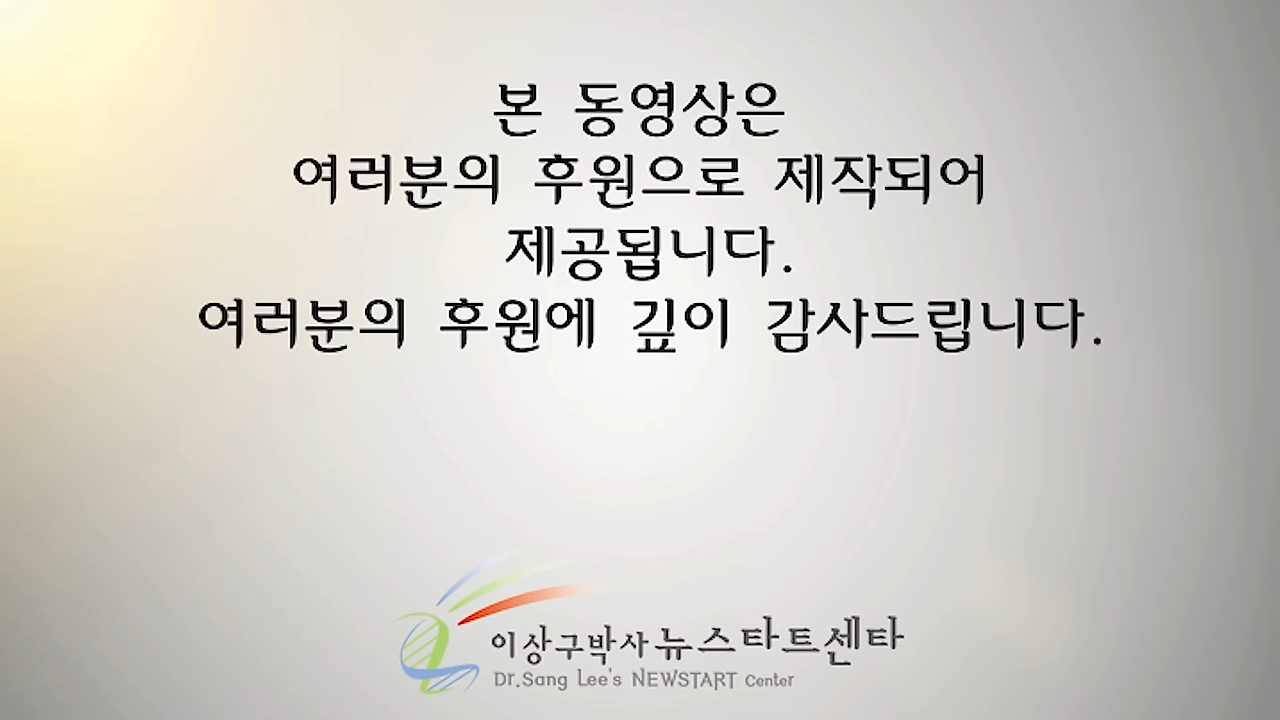 본 동영상은
여러분의 후원으로 제작되어
제공됩니다.
여러분의 후원에 깊이 감사드립니다.
이상구박사 뉴스타트센타
Dr.Sang Lee's NEWSTART Center